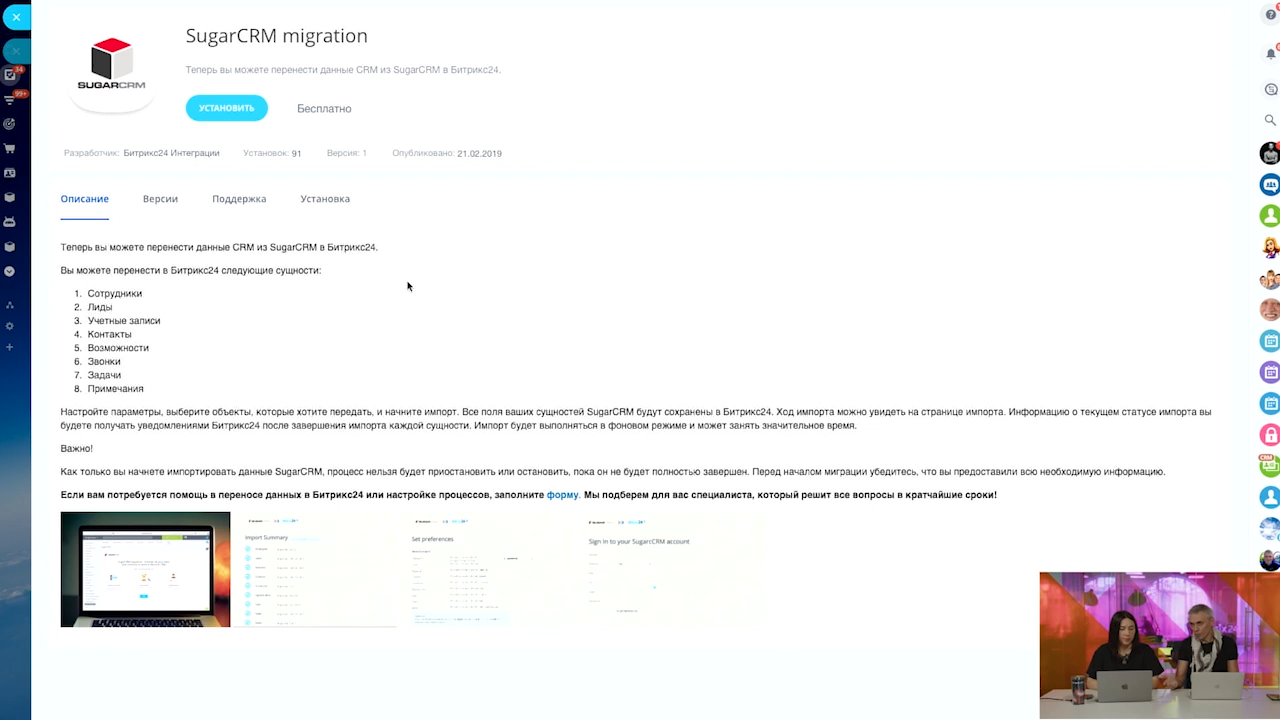 SugarCRM migration
Теперь вы можете перенести данные CRM из SugarCRM в Битрикс24.
SUGARCRM
УСТАНОВИТЬ
Бесплатно
Разработчик: Битрикс24 Интеграции
Установок: 91
Версия: 1
Опубликовано: 21.02.2019
Описание
Версии
Поддержка
Установка
Теперь вы можете перенести данные CRM из SugarCRM в Битрикс24.
Вы можете перенести в Битрикс24 следующие сущности:
1. Сотрудники
2. Лиды
3. Учетные записи
4. Контакты
5. Возможности
6. Звонки
7. Задачи
8. Примечания
Настройте параметры, выберите объекты, которые хотите передать, и начните импорт. Все поля ваших сущностей SugarCRM будут сохранены в Битрикс24. Ход импорта можно увидеть на странице импорта. Информацию о текущем статусе импорта вы
будете получать уведомлениями Битрикс24 после завершения импорта каждой сущности. Импорт будет выполняться в фоновом режиме и может занять значительное время.
Важно!
Как только вы начнете импортировать данные SugarCRM, процесс нельзя будет приостановить или остановить, пока он не будет полностью завершен. Перед началом миграции убедитесь, что вы предоставили всю необходимую информацию.
Если вам потребуется помощь в переносе данных в Битрикс24 или настройке процессов, заполните форму. Мы подберем для вас специалиста, который решит все вопросы в кратчайшие сроки!
Import Summary
Set preferences
Sign in to your SugarCRM account
34
99+
CRM